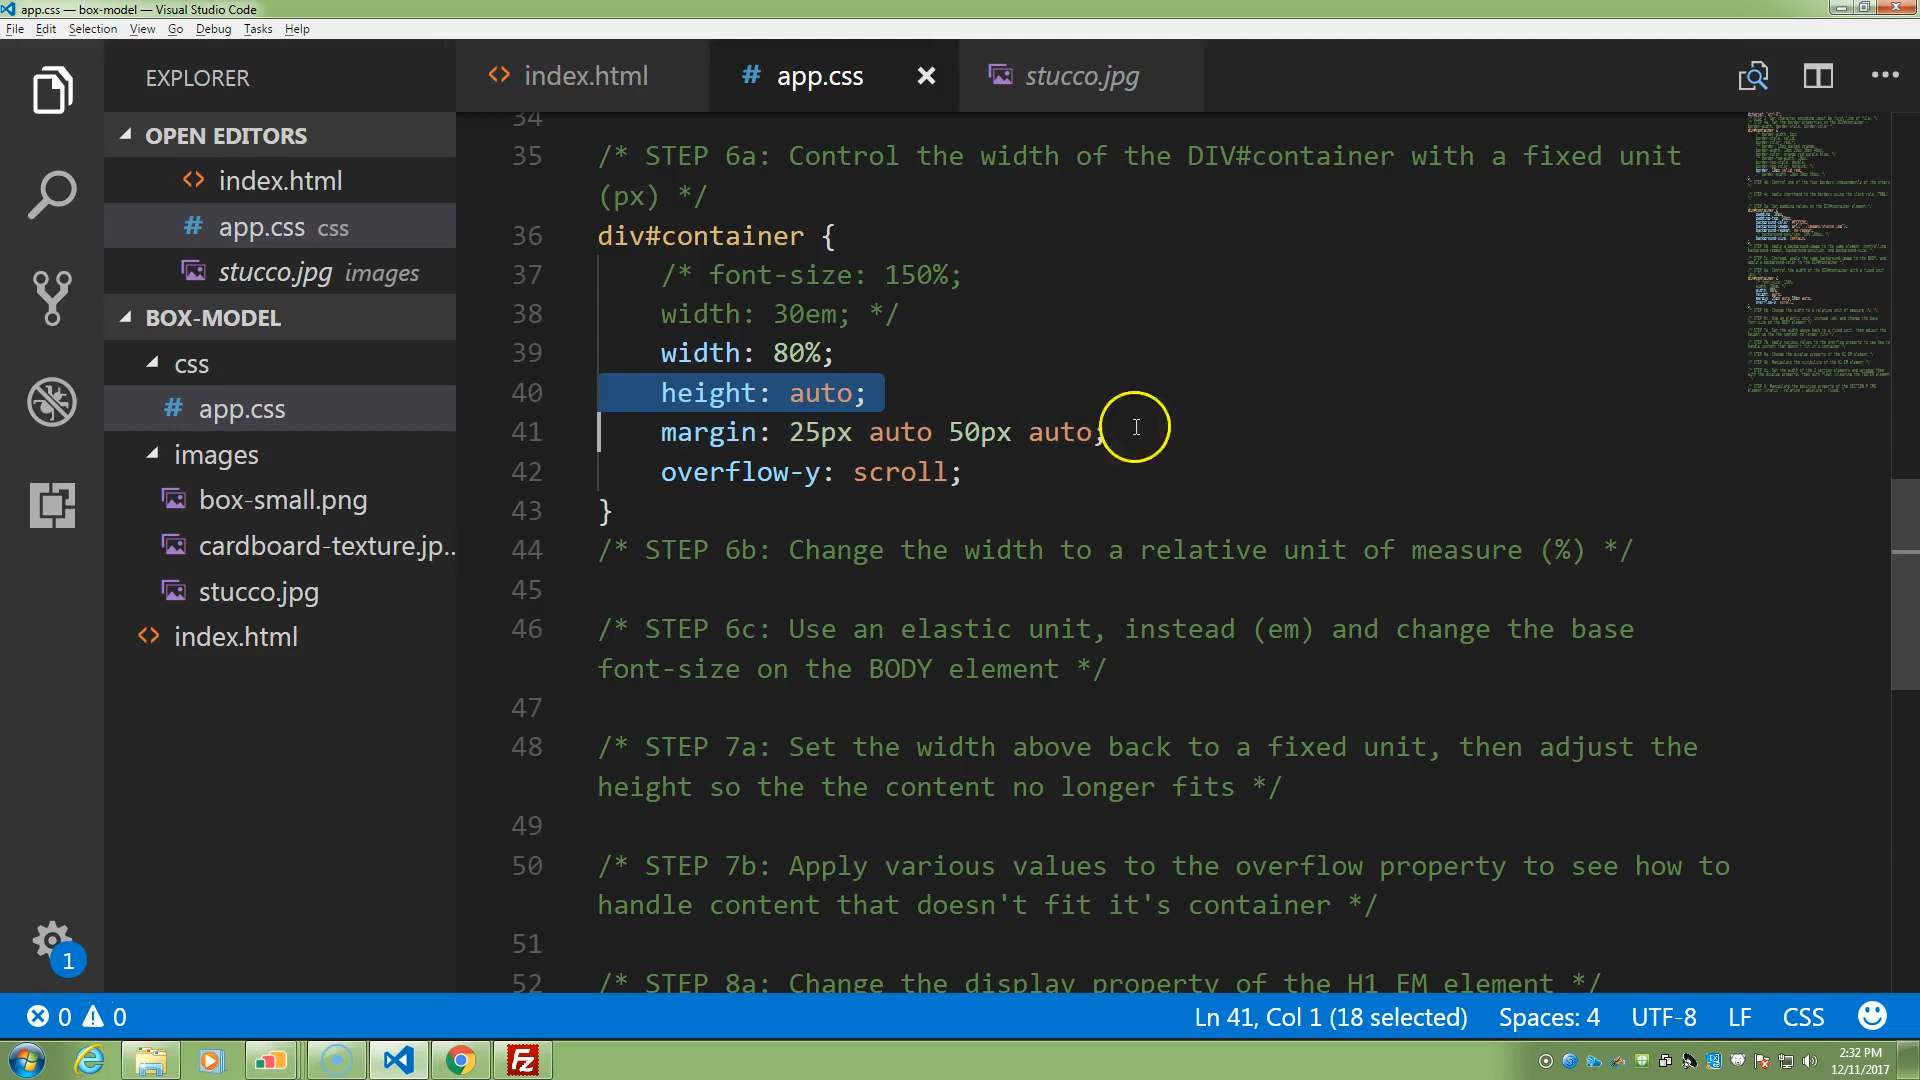 app.css — box-model — Visual Studio Code
File Edit Selection View Go Debug Tasks Help
EXPLORER
OPEN EDITORS
index.html
app.css css
stucco.jpg images
BOX-MODEL
css
app.css
images
box-small.png
cardboard-texture.jp...
stucco.jpg
index.html
1
index.html
# app.css
stucco.jpg
34
35 /* STEP 6a: Control the width of the DIV#container with a fixed unit
(px) */
36 div#container {
37 /* font-size: 150%;
38 width: 30em; */
39 width: 80%;
40 height: auto;
41 margin: 25px auto 50px auto;
42 overflow-y: scroll;
43 }
44 /* STEP 6b: Change the width to a relative unit of measure (%) */
45
46 /* STEP 6c: Use an elastic unit, instead (em) and change the base
font-size on the BODY element */
47
48 /* STEP 7a: Set the width above back to a fixed unit, then adjust the
height so the the content no longer fits */
49
50 /* STEP 7b: Apply various values to the overflow property to see how to
handle content that doesn't fit it's container */
51
52 /* STEP 8a: Change the display property of the H1 EM element */
0 0
Ln 41, Col 1 (18 selected) Spaces: 4 UTF-8 LF CSS
Fz
2:32 PM
12/11/2017